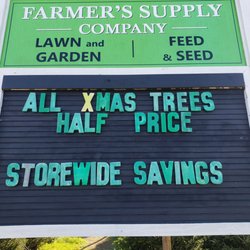 FARMER'S SUPPLY
COMPANY
LAWN and GARDEN
FEED & SEED
ALL XMAS TREES
HALF PRICE
STOREWIDE SAVINGS